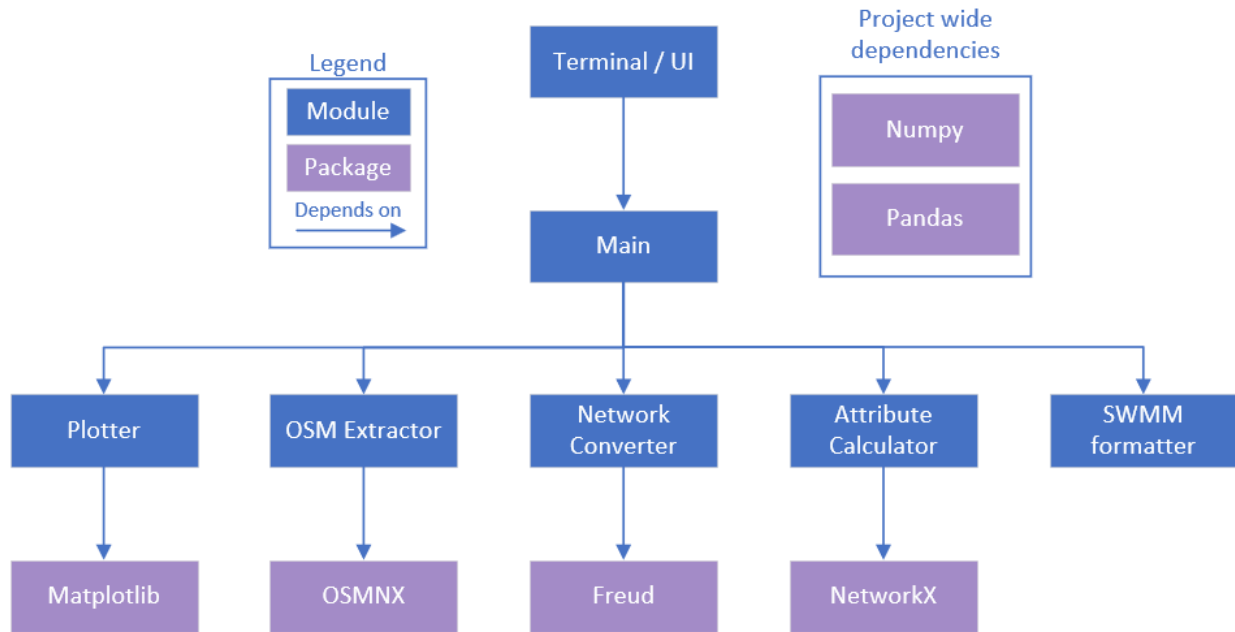 Terminal / UI
Project wide
dependencies
Legend
Module
Package
Depends on
Numpy
Pandas
Main
Plotter
OSM Extractor
Network
Converter
Attribute
Calculator
SWMM
formatter
Matplotlib
OSMNX
Freud
NetworkX